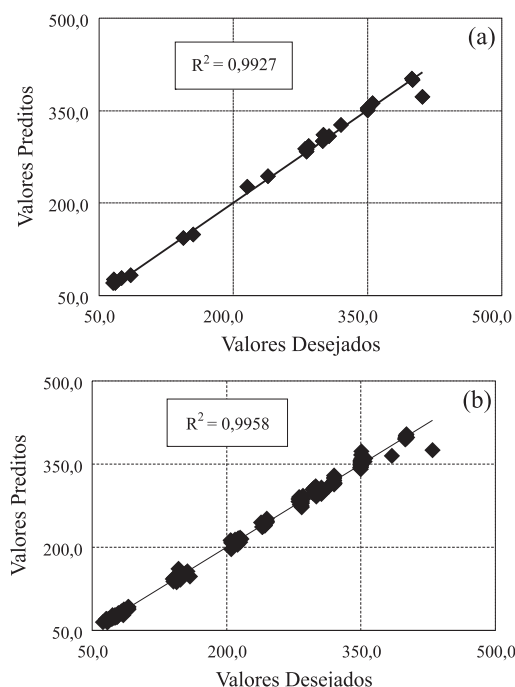 500,0
(a)
R² = 0,9927
350,0
Valores Preditos
200,0
50,0
50,0 200,0 350,0 500,0
Valores Desejados
500,0
(b)
R² = 0,9958
350,0
Valores Preditos
200,0
50,0
50,0 200,0 350,0 500,0
Valores Desejados